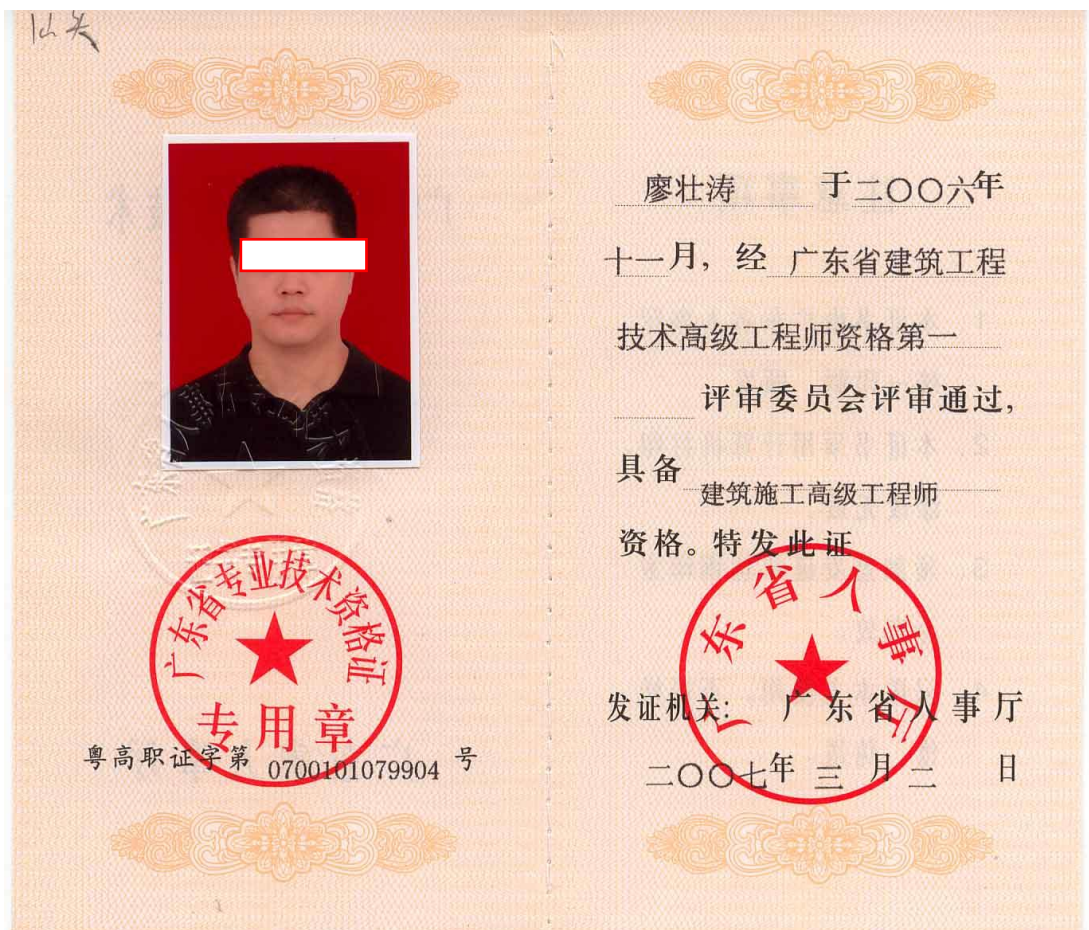 汕头
广东省专业技术资格证
专用章
粤高职证字第 0700101079904 号
廖壮涛 于二〇〇六年
十一月，经 广东省建筑工程
技术高级工程师资格第一
评审委员会评审通过，
具备 建筑施工高级工程师
资格。特发此证
广东省人事厅
发证机关： 广东省人事厅
二〇〇七年 三 月 二 日